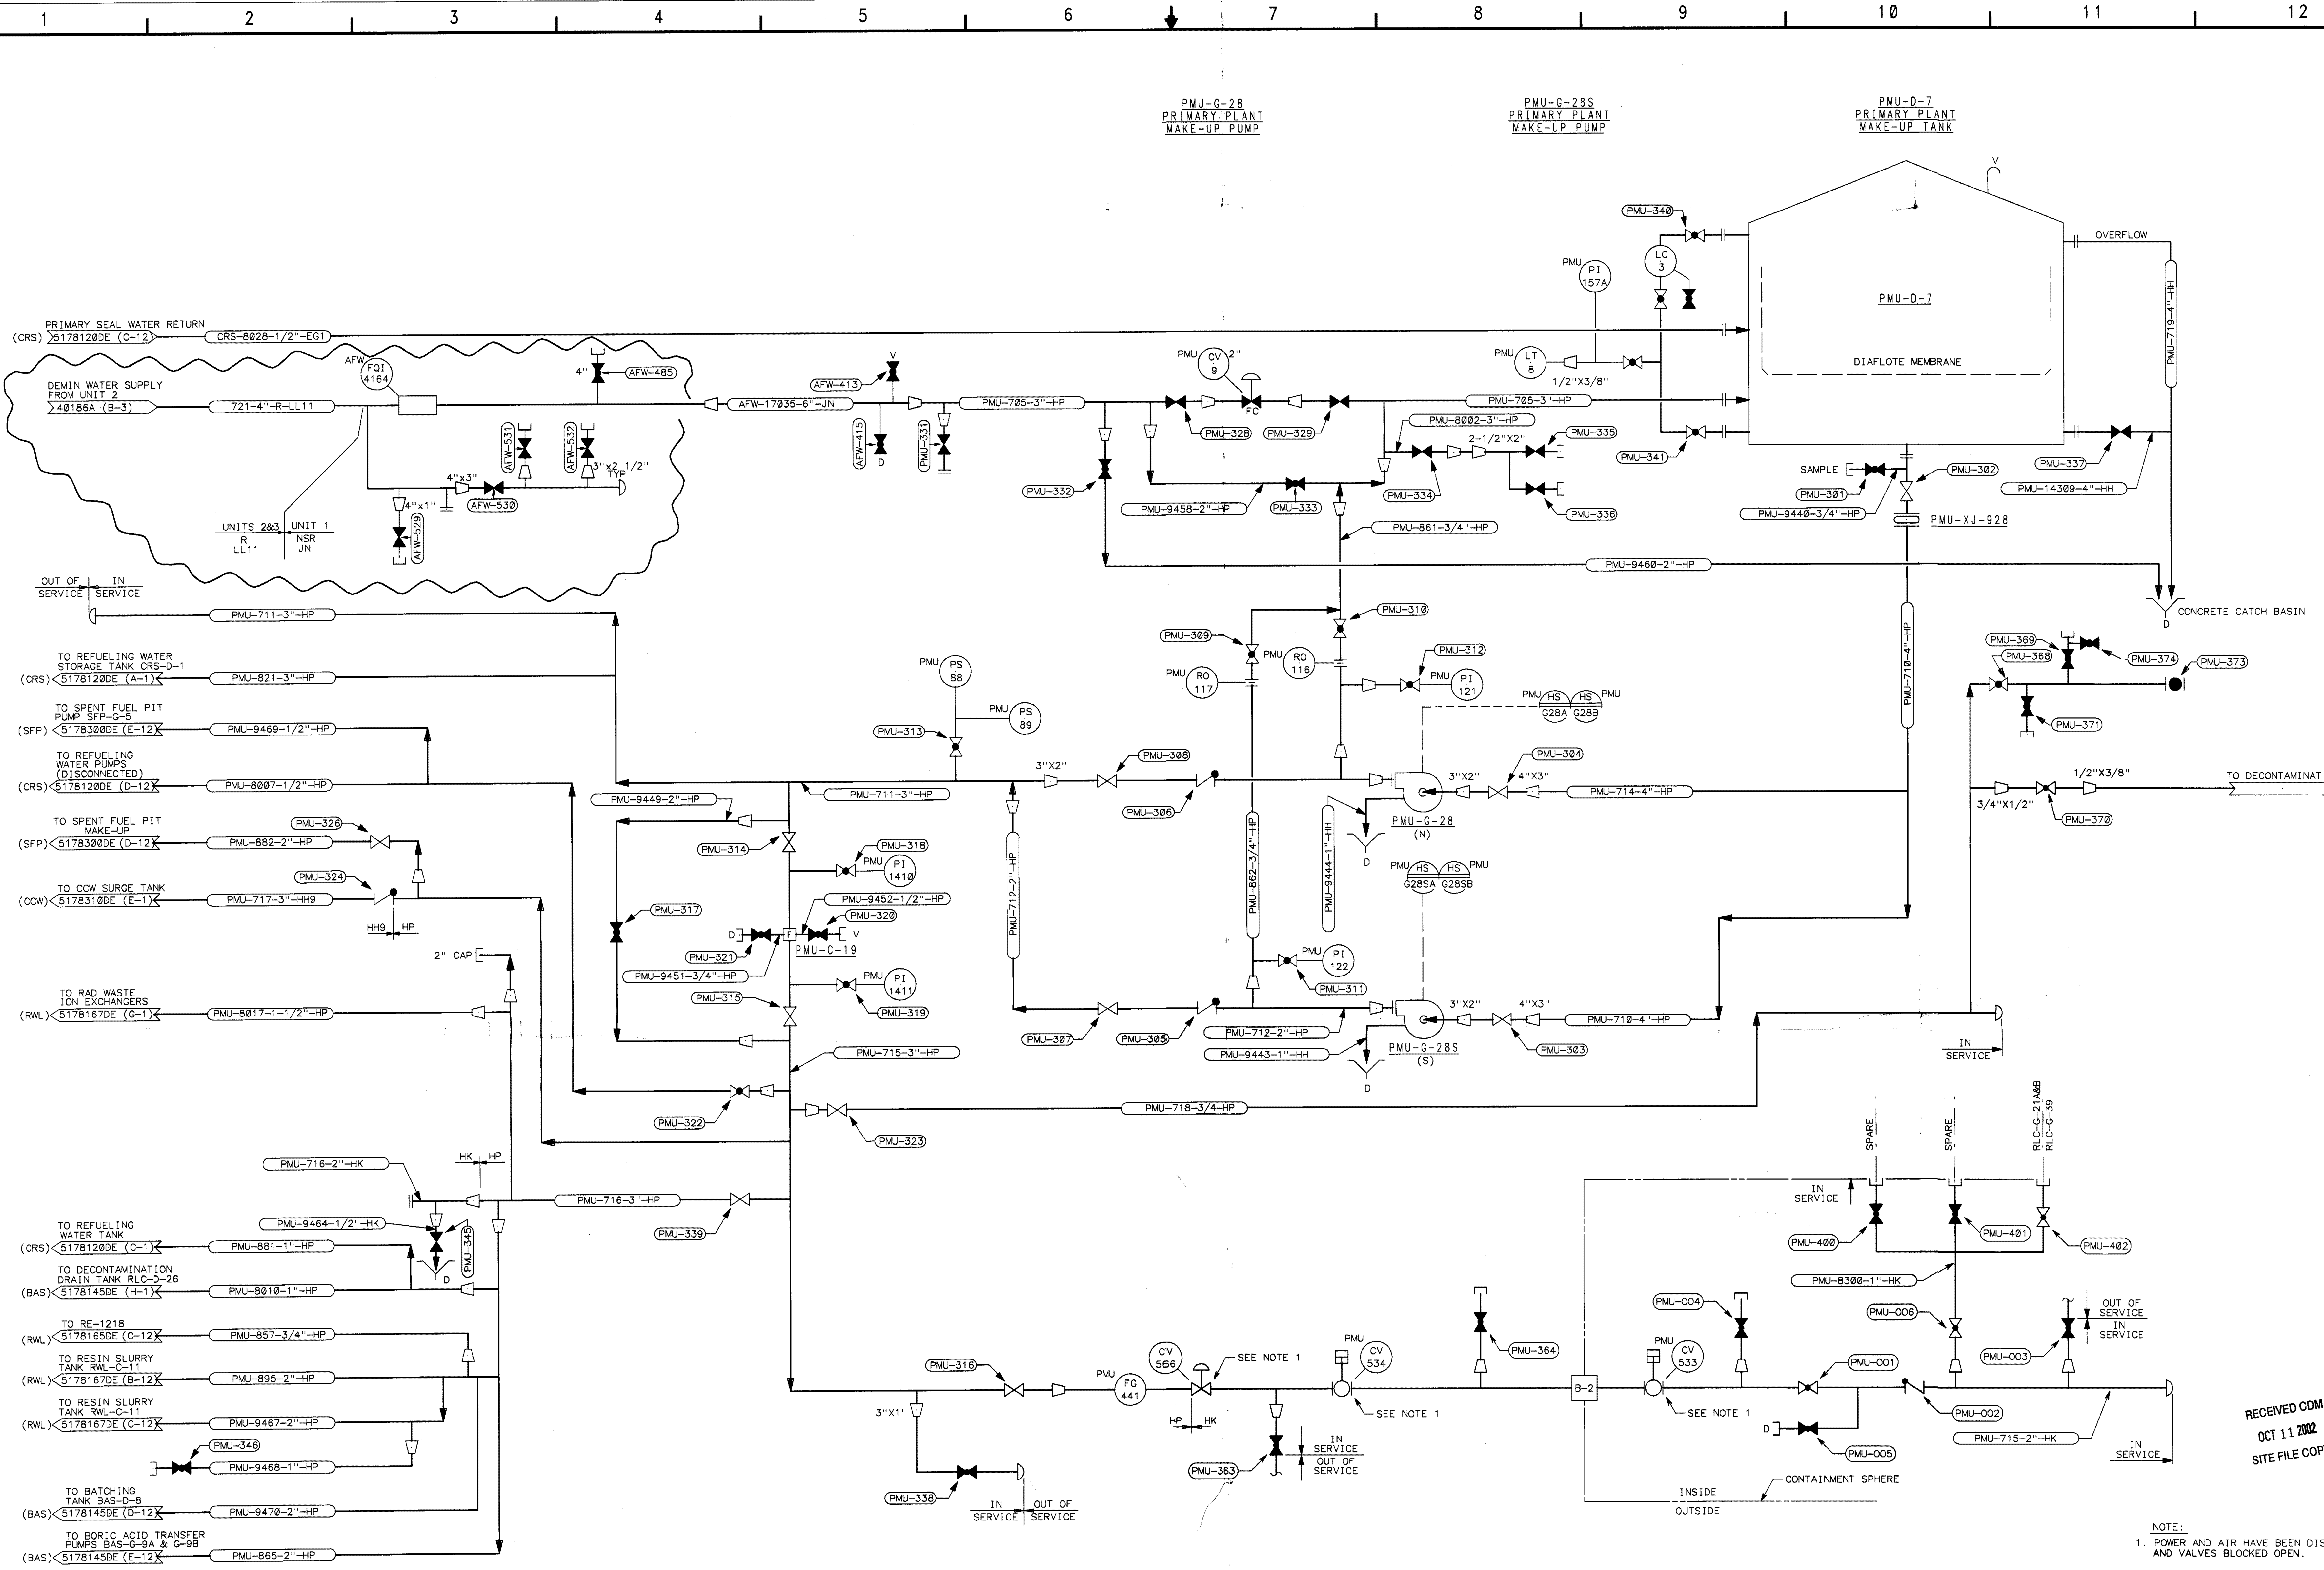 1 2 3 4 5 6 7 8 9 10 11 12
PMU-G-28
PRIMARY PLANT
MAKE-UP PUMP
PMU-G-28S
PRIMARY PLANT
MAKE-UP PUMP
PMU-D-7
PRIMARY PLANT
MAKE-UP TANK
V
PMU-340
OVERFLOW
LC
3
PMU
PI
157A
PMU-D-7
PMU-719-4"-HH
DIAFLOTE MEMBRANE
PRIMARY SEAL WATER RETURN
(CRS) 5178120DE (C-12)
CRS-8028-1/2"-EG1
DEMIN WATER SUPPLY
FROM UNIT 2
40186A (B-3)
721-4"-R-LL11
AFW
FQI
4164
4"
AFW-485
AFW-17035-6"-JN
V
AFW-413
AFW-415
D
PMU-331
PMU-705-3"-HP
PMU
CV
9
2"
FC
PMU-328
PMU-329
PMU
LT
8
1/2"X3/8"
PMU-705-3"-HP
PMU-8002-3"-HP
2-1/2"X2"
PMU-335
PMU-341
PMU-334
PMU-336
PMU-332
PMU-9458-2"-HP
PMU-333
PMU-861-3/4"-HP
SAMPLE
PMU-301
PMU-302
PMU-9440-3/4"-HP
PMU-XJ-928
PMU-337
PMU-14309-4"-HH
AFW-531
AFW-532
3"x2 1/2"
TYP
4"x3"
AFW-530
4"x1"
AFW-529
UNITS 2&3
R
LL11
UNIT 1
NSR
JN
PMU-9460-2"-HP
D
CONCRETE CATCH BASIN
OUT OF
SERVICE
IN
SERVICE
PMU-711-3"-HP
TO REFUELING WATER
STORAGE TANK CRS-D-1
(CRS) 5178120DE (A-1)
PMU-821-3"-HP
TO SPENT FUEL PIT
PUMP SFP-G-5
(SFP) 5178300DE (E-12)
PMU-9469-1/2"-HP
TO REFUELING
WATER PUMPS
(DISCONNECTED)
(CRS) 5178120DE (D-12)
PMU-8007-1/2"-HP
TO SPENT FUEL PIT
MAKE-UP
(SFP) 5178300DE (D-12)
PMU-882-2"-HP
PMU-326
TO CCW SURGE TANK
(CCW) 5178310DE (E-1)
PMU-717-3"-HH9
PMU-324
HH9 HP
2" CAP
TO RAD WASTE
ION EXCHANGERS
(RWL) 5178167DE (G-1)
PMU-8017-1-1/2"-HP
PMU
PS
88
PMU
PS
89
PMU-313
PMU-309
PMU-310
PMU
RO
117
PMU
RO
116
PMU-312
PMU
PI
121
PMU
HS
G28A
HS
G28B
PMU
PMU-710-4"-HP
PMU-369
PMU-368
PMU-374
PMU-373
PMU-371
3"X2"
PMU-308
PMU-306
PMU-711-3"-HP
PMU-9449-2"-HP
PMU-304
3"X2"
4"X3"
PMU-714-4"-HP
PMU-G-28
(N)
D
1/2"X3/8"
3/4"X1/2"
PMU-370
TO DECONTAMINAT
PMU-314
PMU-318
PMU
PI
1410
PMU-9452-1/2"-HP
PMU-317
PMU-320
D
F
V
PMU-C-19
PMU-321
PMU-9451-3/4"-HP
PMU-315
PMU
PI
1411
PMU-319
PMU-712-2"-HP
PMU-862-3/4"-HP
PMU-9444-1"-HH
PMU
HS
G28SA
HS
G28SB
PMU
PMU
PI
122
PMU-311
PMU-307
PMU-305
PMU-712-2"-HP
PMU-9443-1"-HH
3"X2"
4"X3"
PMU-710-4"-HP
PMU-G-28S
(S)
PMU-303
D
IN
SERVICE
PMU-715-3"-HP
PMU-322
PMU-718-3/4-HP
PMU-323
PMU-716-2"-HK
HK HP
PMU-716-3"-HP
PMU-339
PMU-9464-1/2"-HK
PMU-345
D
TO REFUELING
WATER TANK
(CRS) 5178120DE (C-1)
PMU-881-1"-HP
TO DECONTAMINATION
DRAIN TANK RLC-D-26
(BAS) 5178145DE (H-1)
PMU-8010-1"-HP
TO RE-1218
(RWL) 5178165DE (C-12)
PMU-857-3/4"-HP
TO RESIN SLURRY
TANK RWL-C-11
(RWL) 5178167DE (B-12)
PMU-895-2"-HP
TO RESIN SLURRY
TANK RWL-C-11
(RWL) 5178167DE (C-12)
PMU-9467-2"-HP
PMU-346
PMU-9468-1"-HP
TO BATCHING
TANK BAS-D-8
(BAS) 5178145DE (D-12)
PMU-9470-2"-HP
TO BORIC ACID TRANSFER
PUMPS BAS-G-9A & G-9B
(BAS) 5178145DE (E-12)
PMU-865-2"-HP
SPARE
SPARE
RLC-G-21A&B
RLC-G-39
IN
SERVICE
PMU-400
PMU-401
PMU-402
PMU-8300-1"-HK
PMU-004
PMU-006
PMU-003
OUT OF
SERVICE
IN
SERVICE
PMU-364
PMU-316
PMU
FG
441
CV
566
SEE NOTE 1
HP HK
PMU
CV
534
SEE NOTE 1
B-2
PMU
CV
533
SEE NOTE 1
PMU-001
PMU-002
PMU-715-2"-HK
D
PMU-005
IN
SERVICE
3"X1"
PMU-338
IN
SERVICE
OUT OF
SERVICE
PMU-363
IN
SERVICE
OUT OF
SERVICE
CONTAINMENT SPHERE
INSIDE
OUTSIDE
RECEIVED CDM
OCT 11 2002
SITE FILE COP
NOTE:
1. POWER AND AIR HAVE BEEN DIS
AND VALVES BLOCKED OPEN.